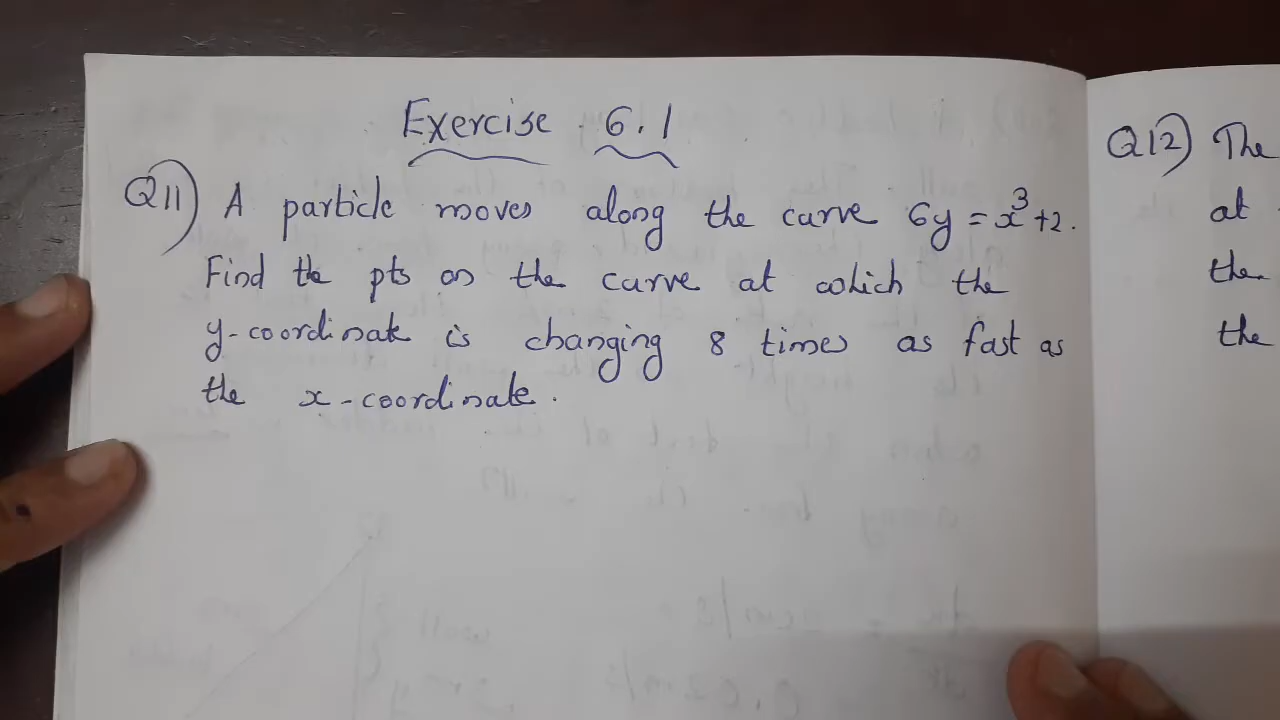 Exercise 6.1
Q11) A particle moves along the curve 6y = x³+2.
Find the pts on the curve at which the
y-coordinate is changing 8 times as fast as
the x-coordinate.
Q12) The
at
the
the